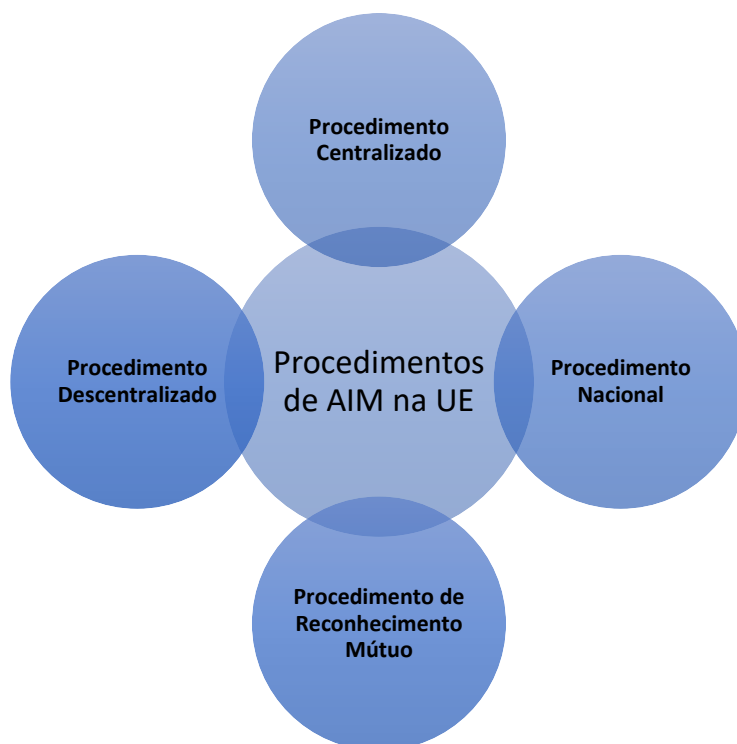 Procedimento
Centralizado
Procedimento
Descentralizado
Procedimentos
de AIM na UE
Procedimento
Nacional
Procedimento de
Reconhecimento
Mútuo